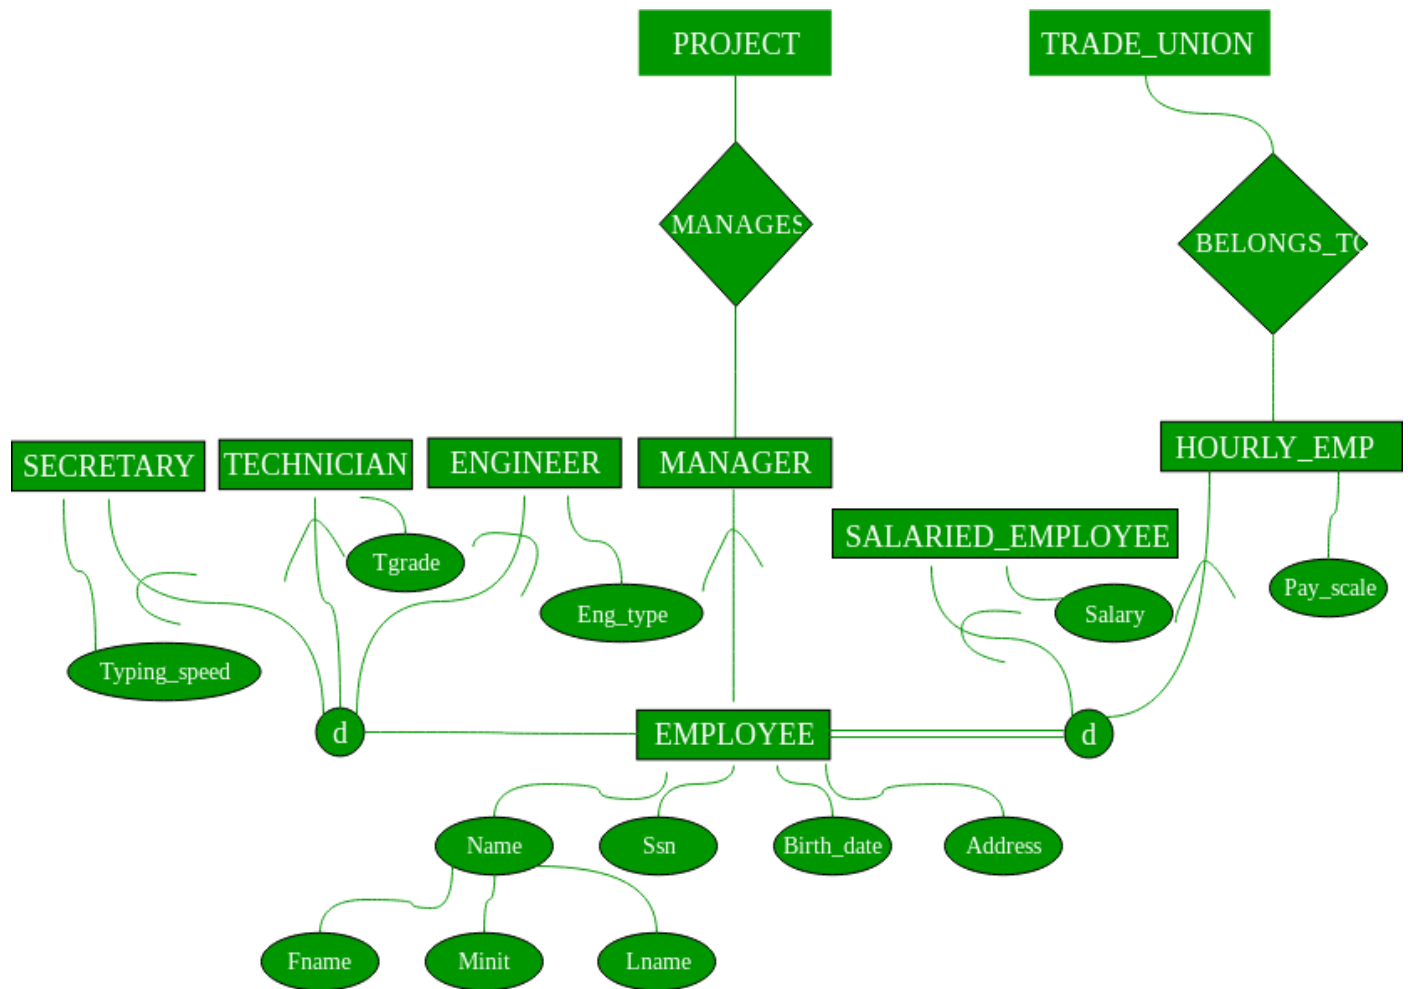 PROJECT
TRADE_UNION
MANAGES
BELONGS_TO
SECRETARY
TECHNICIAN
ENGINEER
MANAGER
HOURLY_EMP
SALARIED_EMPLOYEE
Tgrade
Eng_type
Salary
Pay_scale
Typing_speed
d
EMPLOYEE
d
Name
Ssn
Birth_date
Address
Fname
Minit
Lname